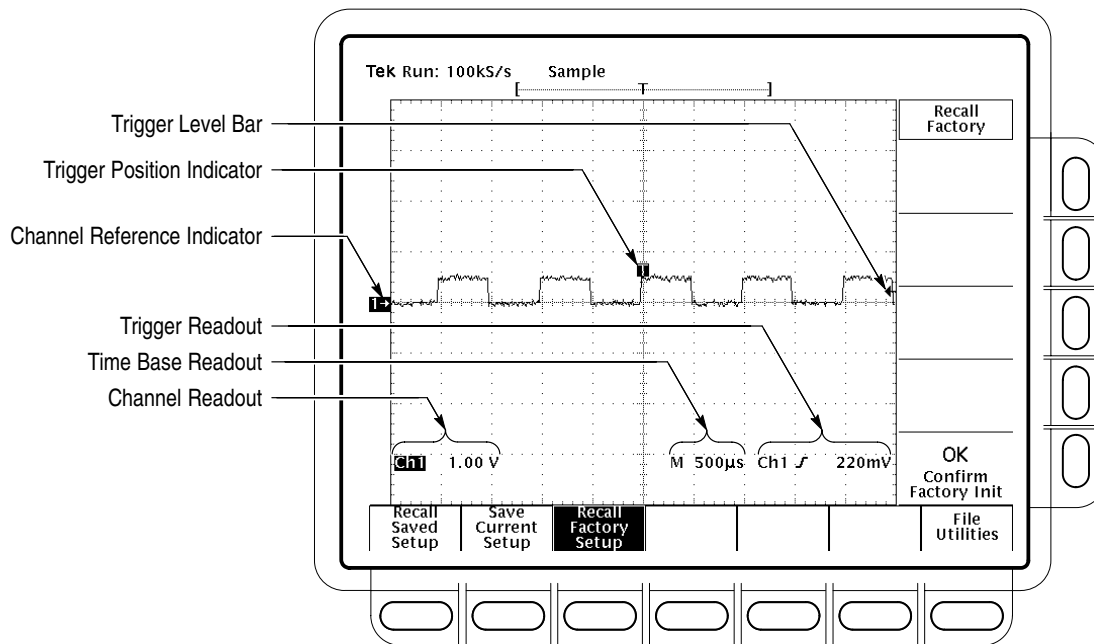 Tek Run: 100kS/s Sample
[ T ]
Trigger Level Bar
Trigger Position Indicator
Channel Reference Indicator
Trigger Readout
Time Base Readout
Channel Readout
T
1→
Ch1 1.00 V M 500µs Ch1 220mV
Recall
Factory
OK
Confirm
Factory Init
Recall
Saved
Setup
Save
Current
Setup
Recall
Factory
Setup
File
Utilities